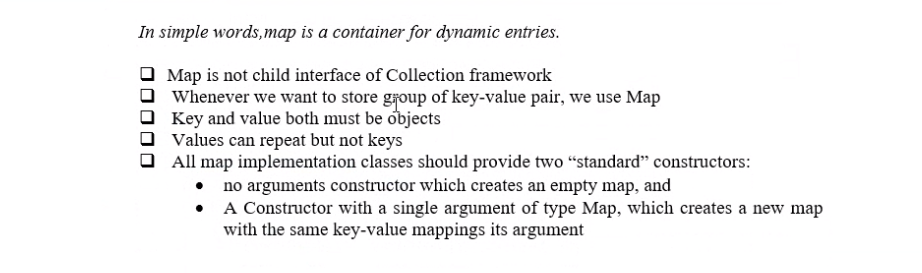 In simple words,map is a container for dynamic entries.
❑ Map is not child interface of Collection framework
❑ Whenever we want to store group of key-value pair, we use Map
❑ Key and value both must be objects
❑ Values can repeat but not keys
❑ All map implementation classes should provide two “standard” constructors:
• no arguments constructor which creates an empty map, and
• A Constructor with a single argument of type Map, which creates a new map
with the same key-value mappings its argument